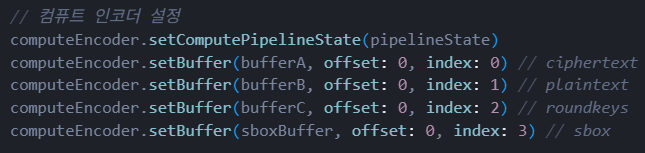 // 컴퓨트 인코더 설정
computeEncoder.setComputePipelineState(pipelineState)
computeEncoder.setBuffer(bufferA, offset: 0, index: 0) // ciphertext
computeEncoder.setBuffer(bufferB, offset: 0, index: 1) // plaintext
computeEncoder.setBuffer(bufferC, offset: 0, index: 2) // roundkeys
computeEncoder.setBuffer(sboxBuffer, offset: 0, index: 3) // sbox